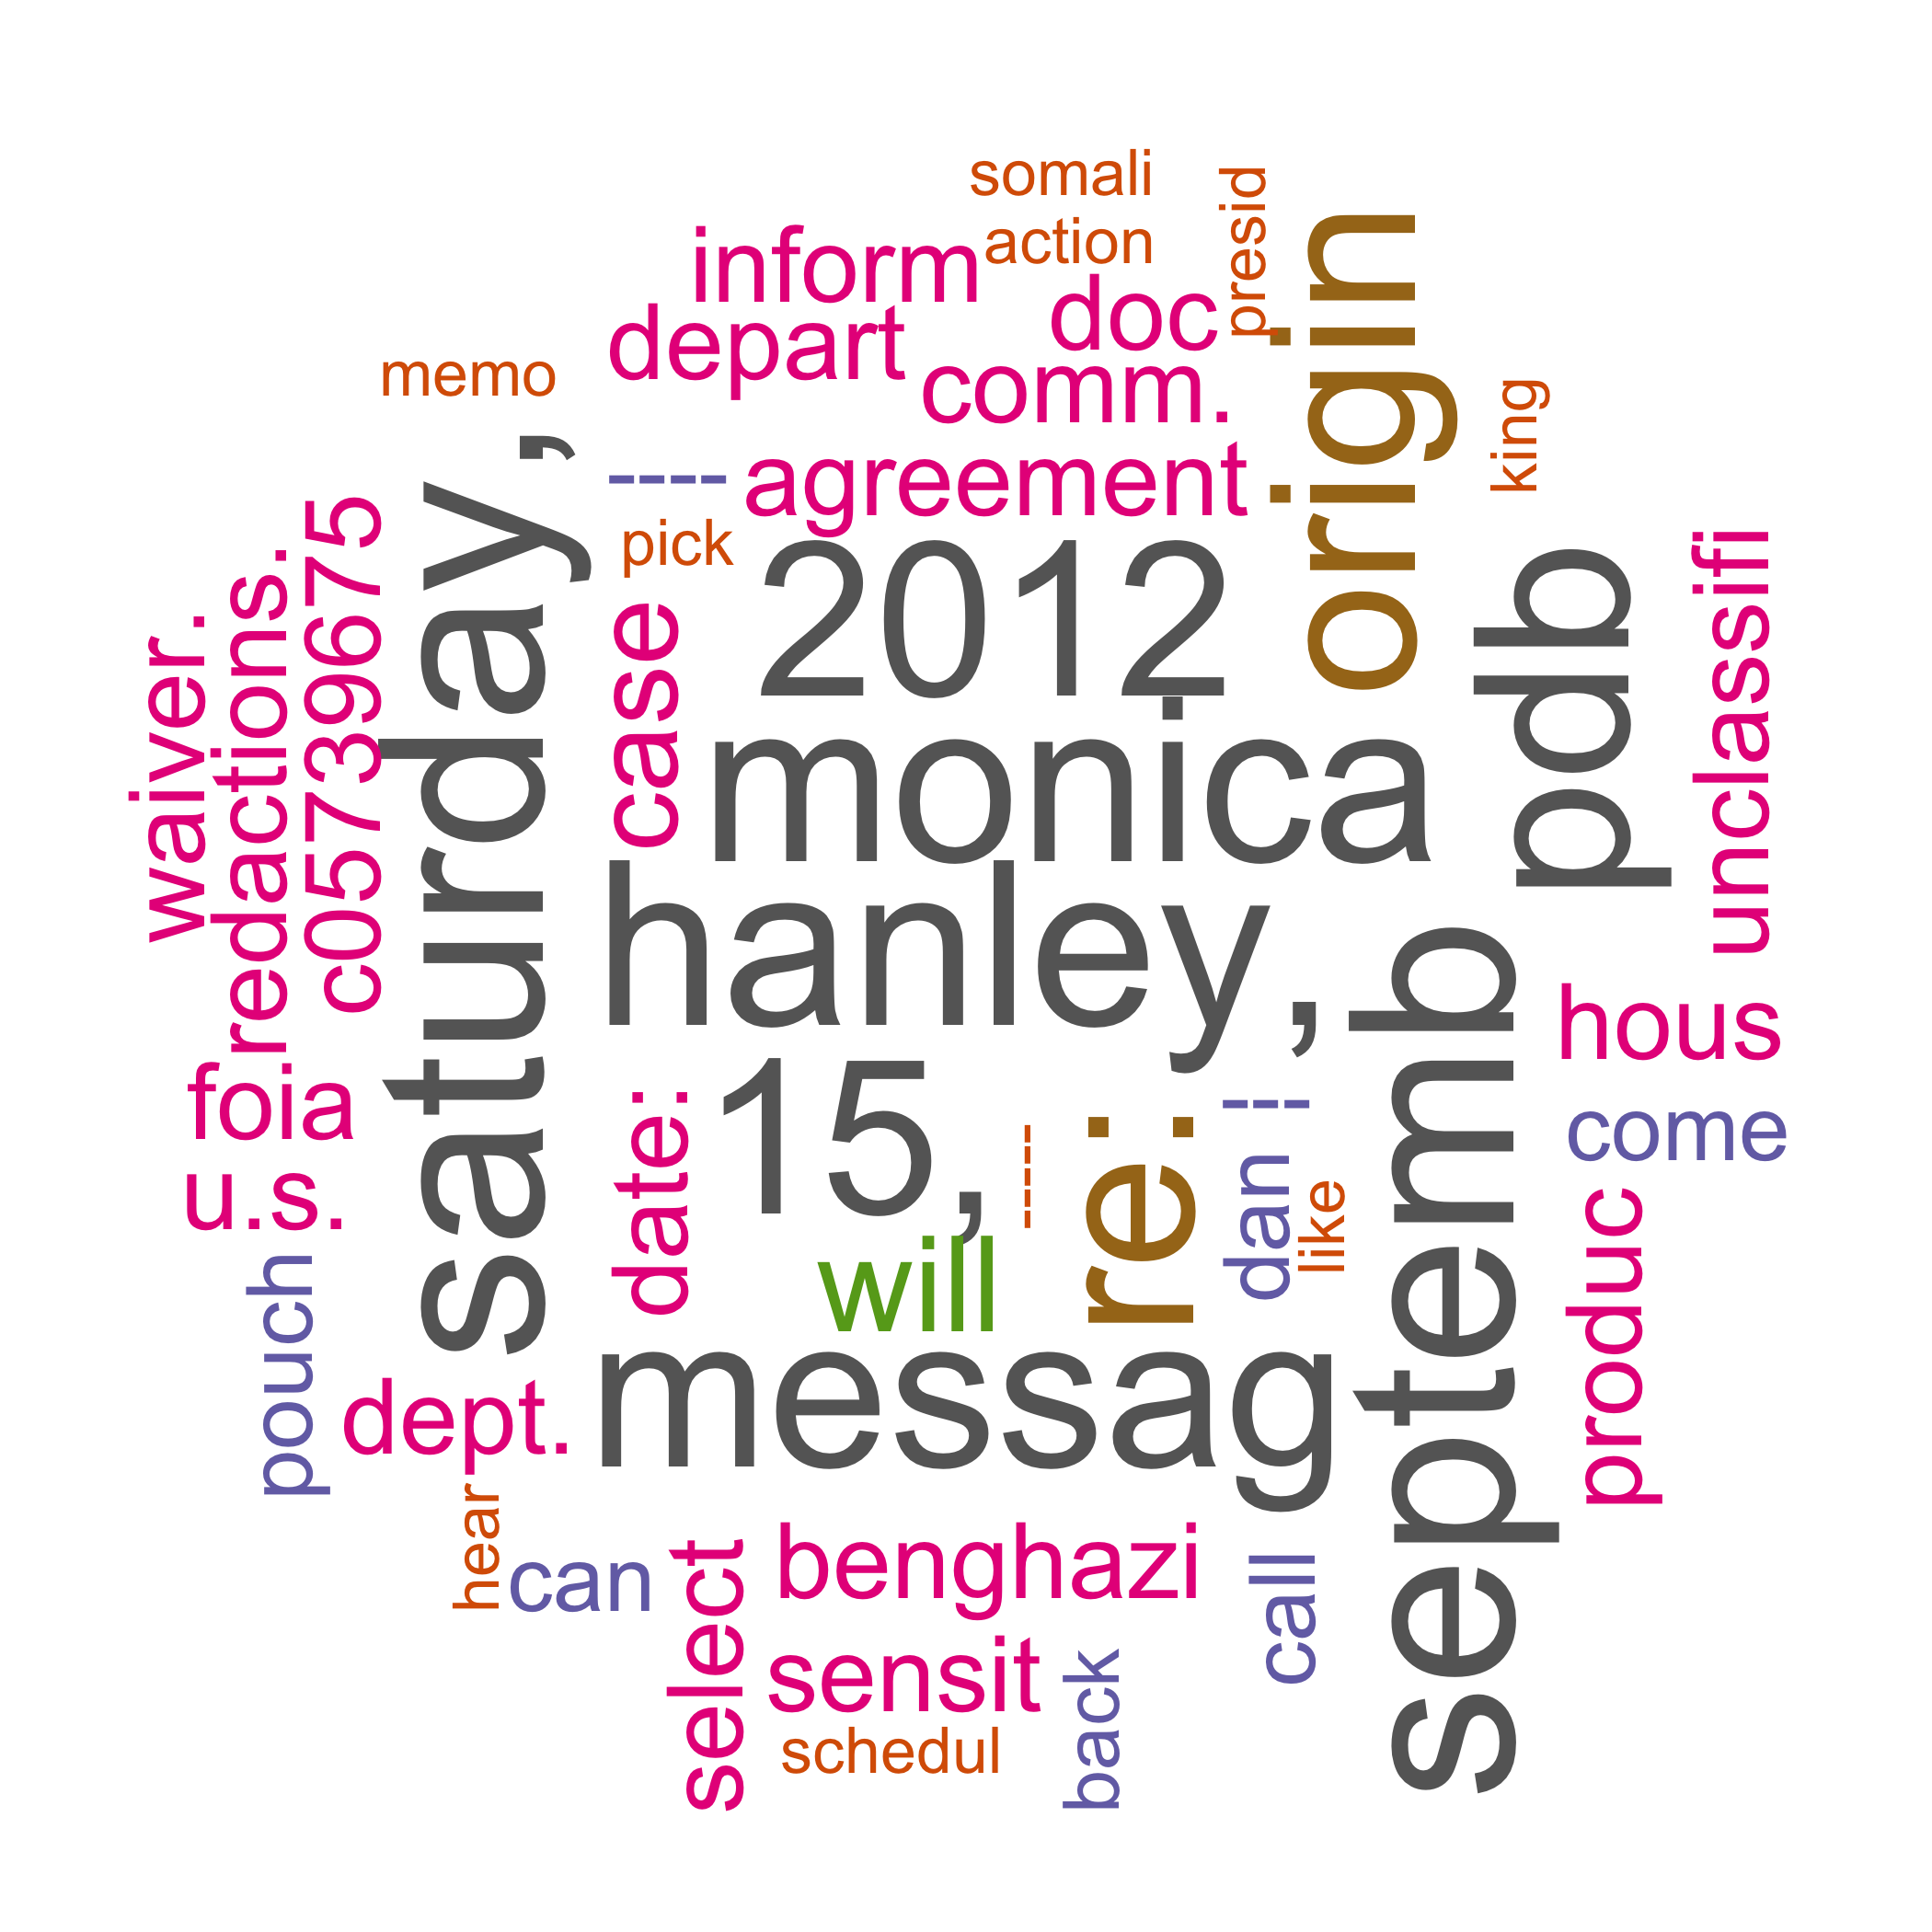 somali
action
presid
inform
doc
depart
comm.
origin
memo
king
----
agreement
pick
2012
saturday,
c05739675
redactions.
waiver.
case
monica
pdb
unclassifi
hanley,
hous
foia
date:
15,
----
re:
:
---
dan
like
come
u.s.
will
septemb
produc
pouch
dept.
messag
hear
can
select
benghazi
call
sensit
back
schedul